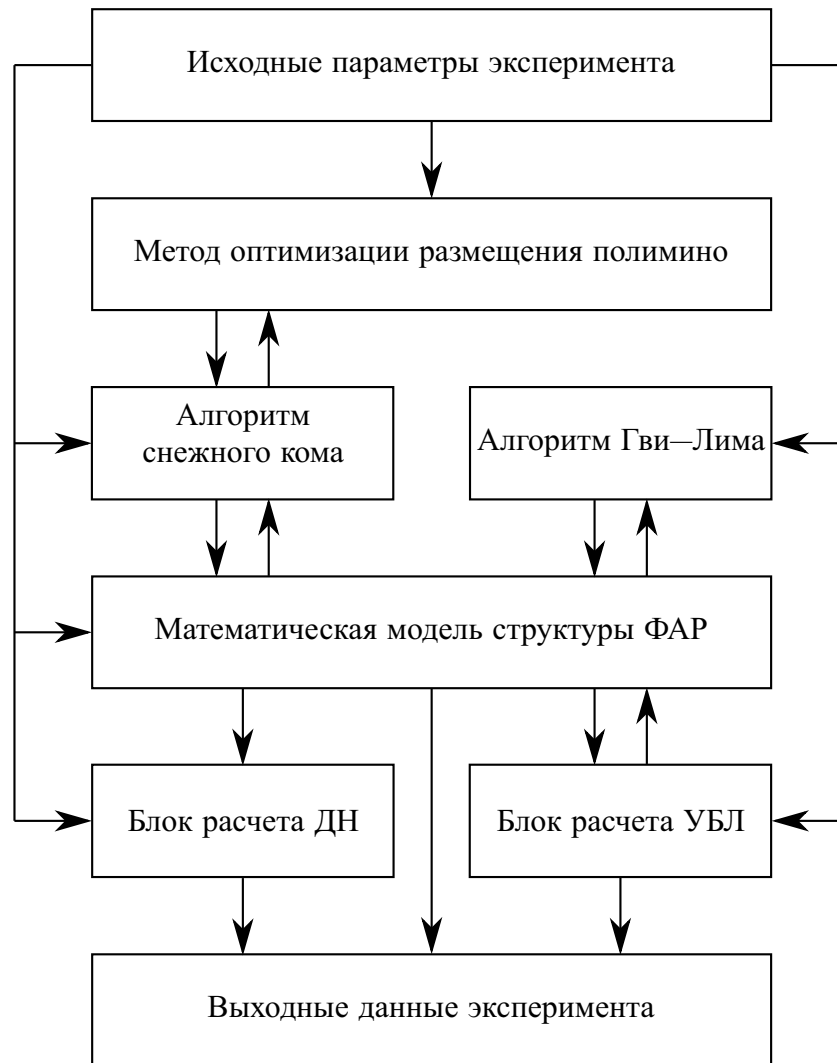 Исходные параметры эксперимента
Метод оптимизации размещения полимино
Алгоритм
снежного кома
Алгоритм Гви—Лима
Математическая модель структуры ФАР
Блок расчета ДН
Блок расчета УБЛ
Выходные данные эксперимента